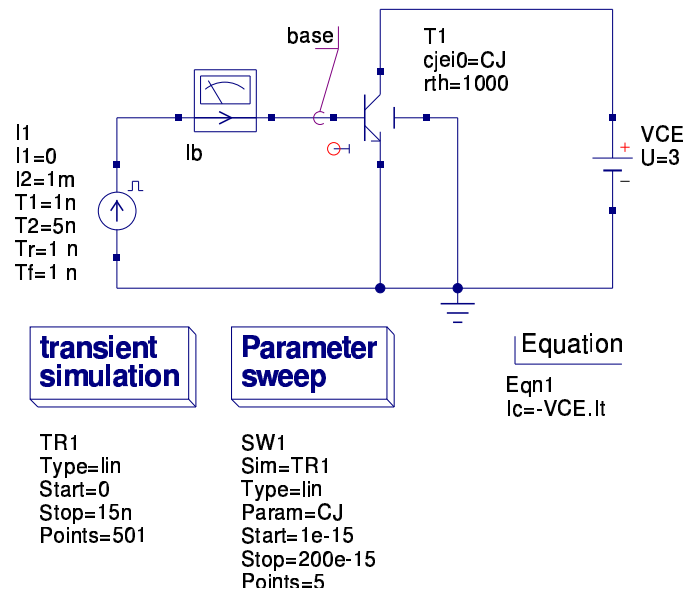 base
T1
cjei0=CJ
rth=1000
I1
I1=0
I2=1m
T1=1n
T2=5n
Tr=1 n
Tf=1 n
Ib
+
VCE
U=3
−
transient
simulation
Parameter
sweep
Equation
Eqn1
Ic=-VCE.It
TR1
Type=lin
Start=0
Stop=15n
Points=501
SW1
Sim=TR1
Type=lin
Param=CJ
Start=1e-15
Stop=200e-15
Points=5